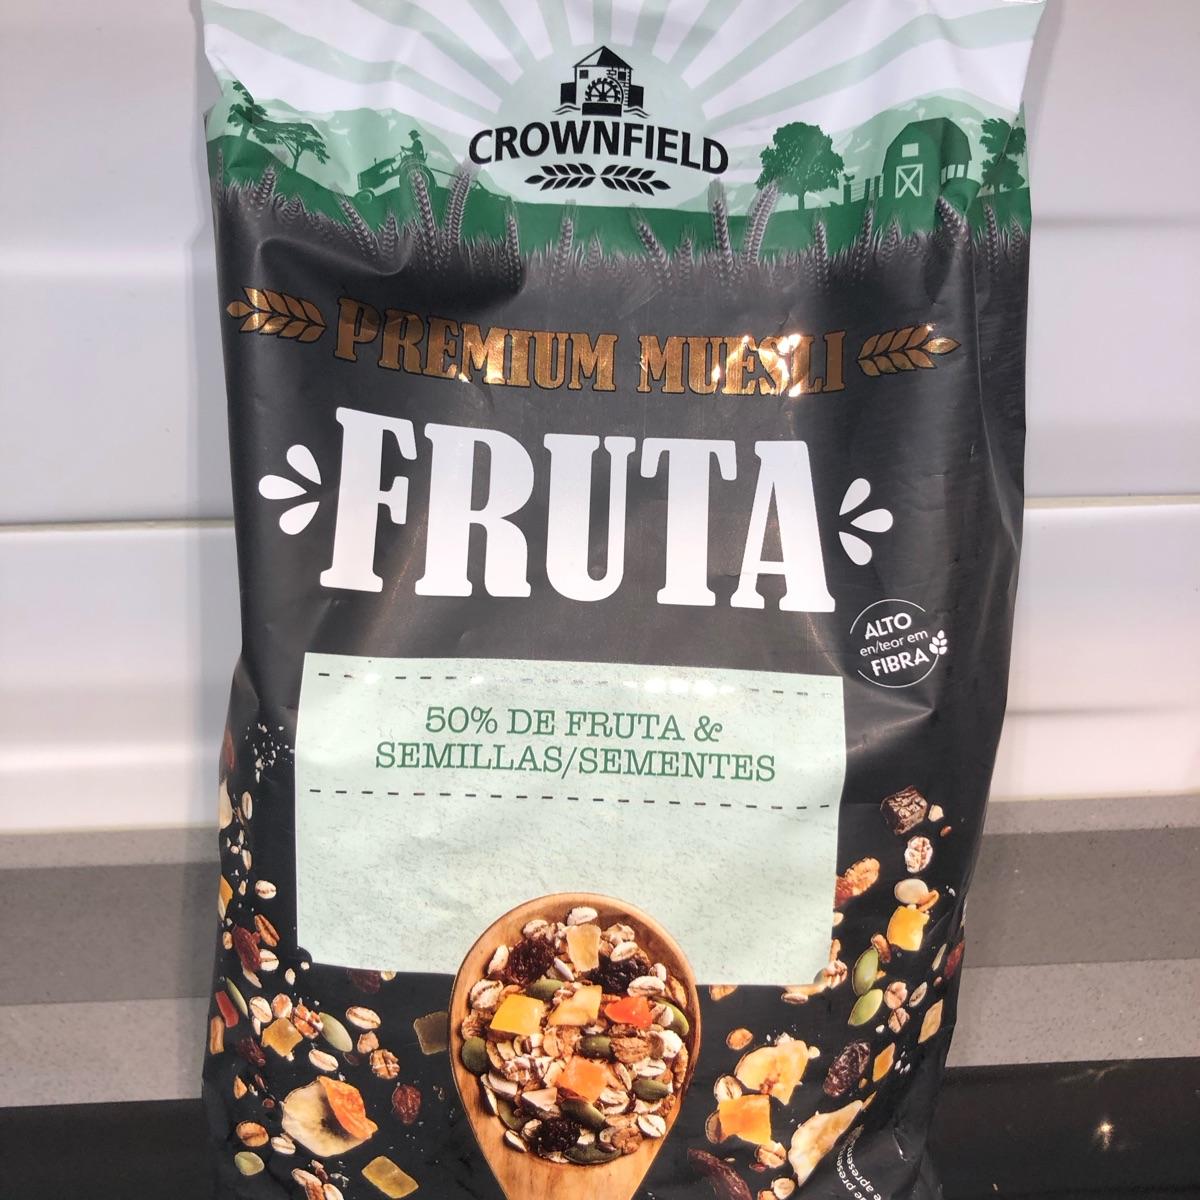 CROWNFIELD
PREMIUM MUESLI
FRUTA
ALTO
en/teor em
FIBRA
50% DE FRUTA &
SEMILLAS/SEMENTES